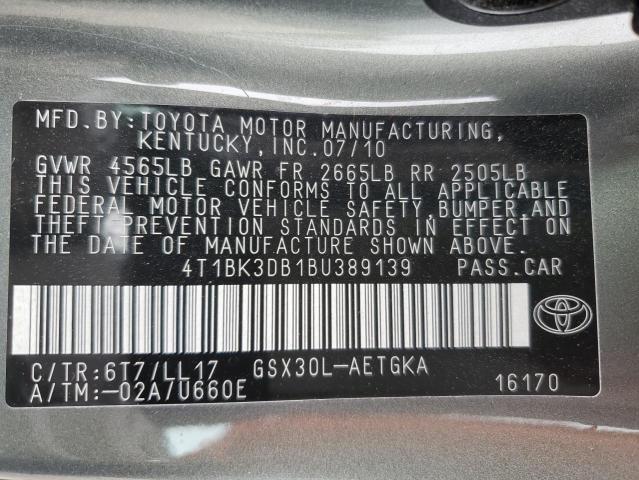 MFD.BY:TOYOTA MOTOR MANUFACTURING,
KENTUCKY,INC.07/10
GVWR 4565LB GAWR FR 2665LB RR 2505LB
THIS VEHICLE CONFORMS TO ALL APPLICABLE
FEDERAL MOTOR VEHICLE SAFETY,BUMPER,AND
THEFT PREVENTION STANDARDS IN EFFECT ON
THE DATE OF MANUFACTURE SHOWN ABOVE.
4T1BK3DB1BU389139 PASS.CAR
C/TR:6T7/LL17 GSX30L-AETGKA
A/TM:-02A/U660E 16170